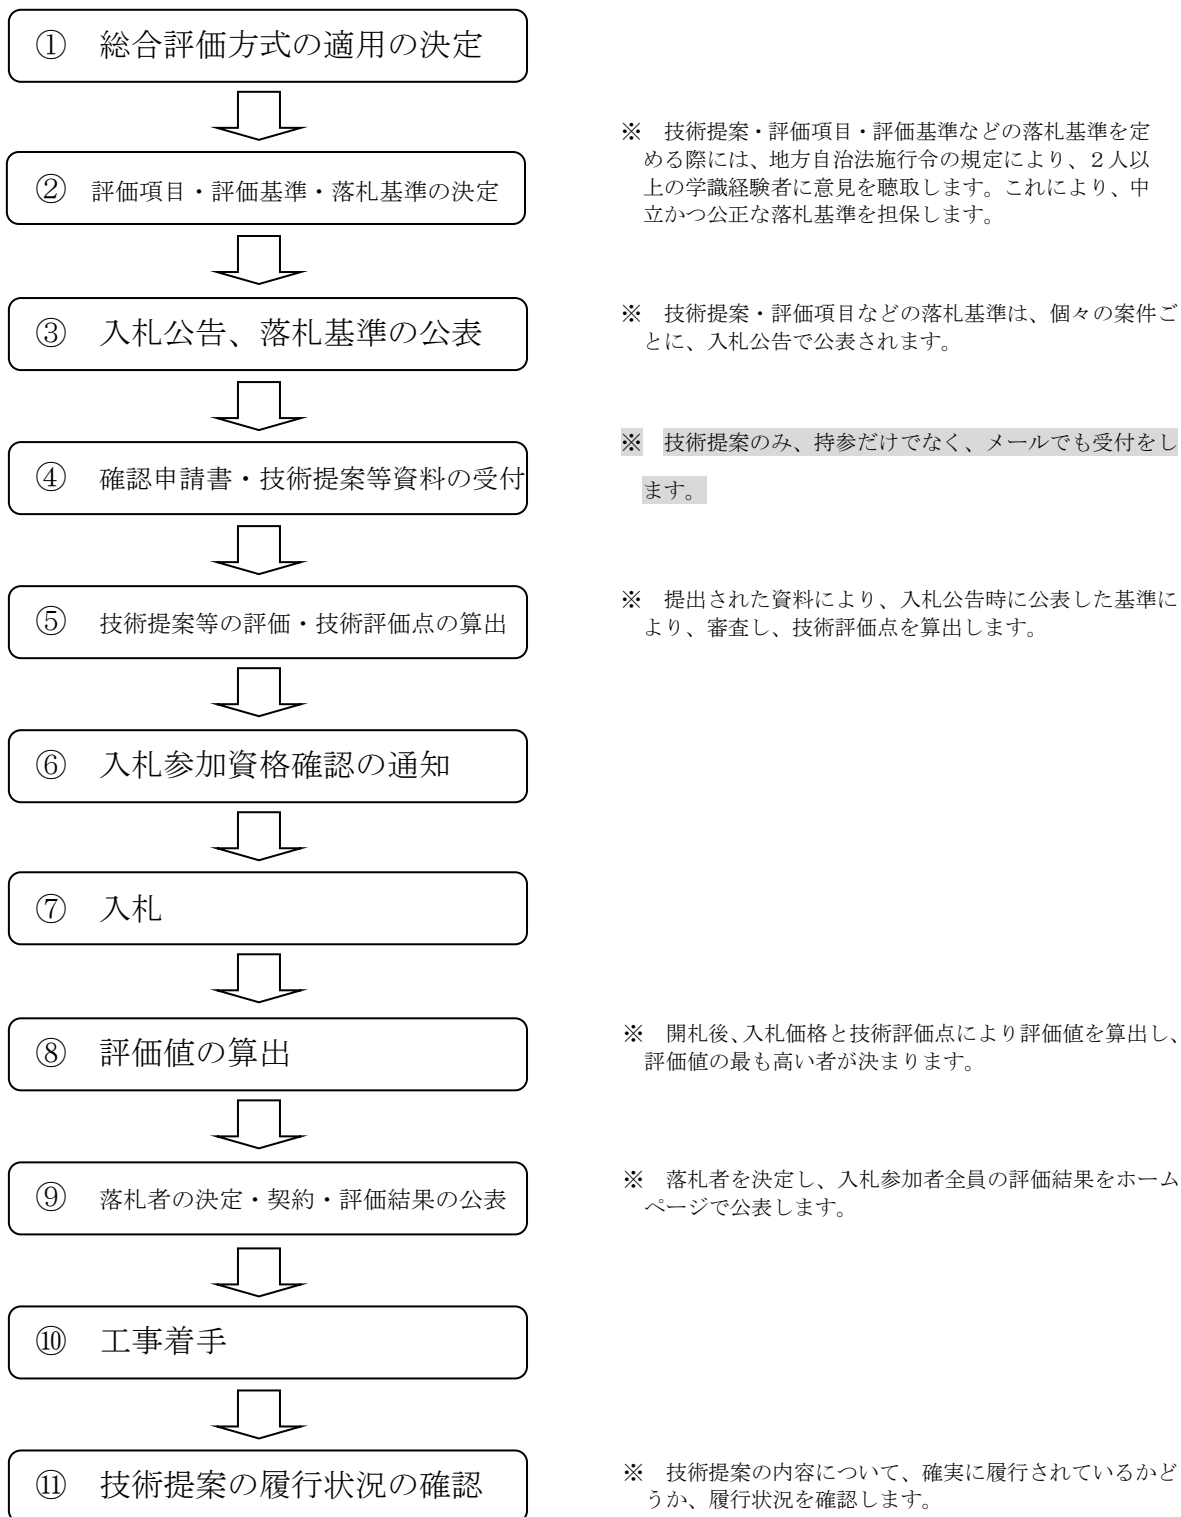 ① 総合評価方式の適用の決定
※ 技術提案・評価項目・評価基準などの落札基準を定
める際には、地方自治法施行令の規定により、２人以
上の学識経験者に意見を聴取します。これにより、中
立かつ公正な落札基準を担保します。
② 評価項目・評価基準・落札基準の決定
③ 入札公告、落札基準の公表
※ 技術提案・評価項目などの落札基準は、個々の案件ご
とに、入札公告で公表されます。
④ 確認申請書・技術提案等資料の受付
※ 技術提案のみ、持参だけでなく、メールでも受付をし
ます。
⑤ 技術提案等の評価・技術評価点の算出
※ 提出された資料により、入札公告時に公表した基準に
より、審査し、技術評価点を算出します。
⑥ 入札参加資格確認の通知
⑦ 入札
⑧ 評価値の算出
※ 開札後、入札価格と技術評価点により評価値を算出し、
評価値の最も高い者が決まります。
⑨ 落札者の決定・契約・評価結果の公表
※ 落札者を決定し、入札参加者全員の評価結果をホーム
ページで公表します。
⑩ 工事着手
⑪ 技術提案の履行状況の確認
※ 技術提案の内容について、確実に履行されているかど
うか、履行状況を確認します。